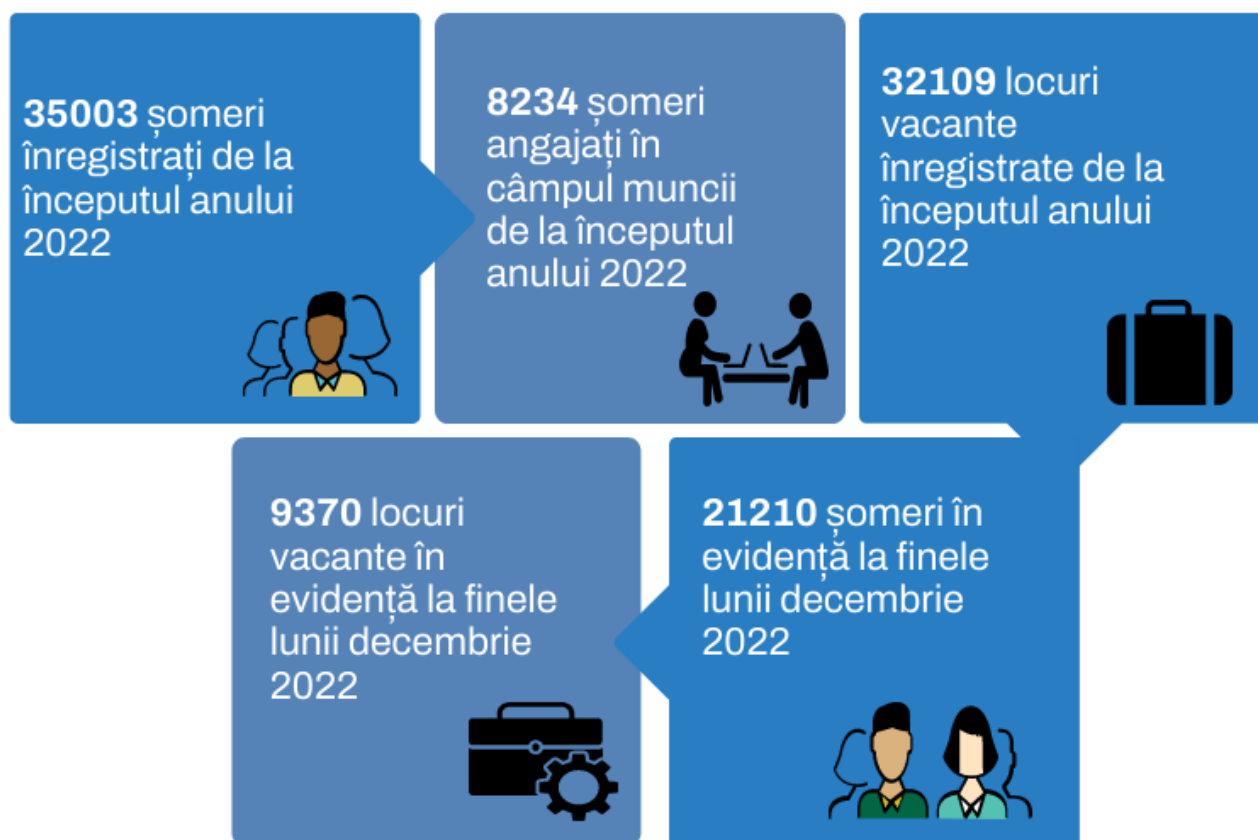 35003 șomeri
înregistrați de la
începutul anului
2022
8234 șomeri
angajați în
câmpul muncii
de la începutul
anului 2022
32109 locuri
vacante
înregistrate de la
începutul anului
2022
9370 locuri
vacante în
evidență la finele
lunii decembrie
2022
21210 șomeri în
evidență la finele
lunii decembrie
2022